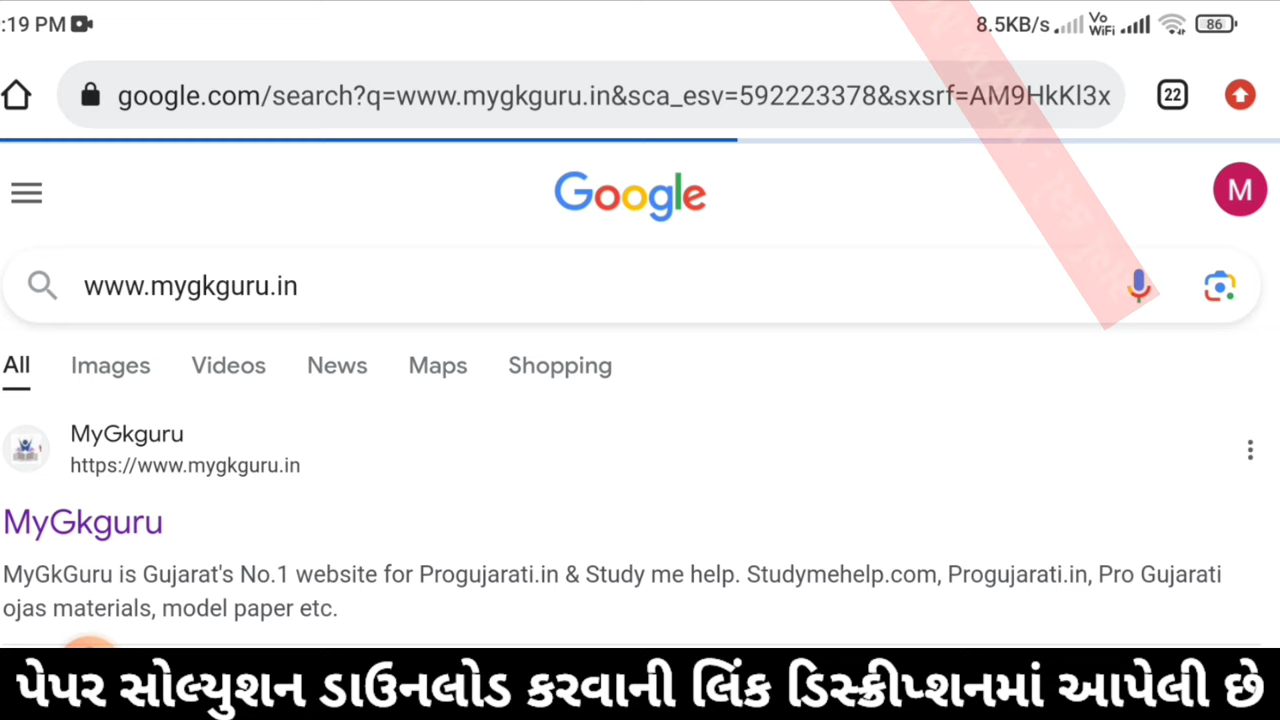 :19 PM 8.5KB/s Vo WiFi 86
google.com/search?q=www.mygkguru.in&sca_esv=592223378&sxsrf=AM9HkKl3x 22
Google
M
www.mygkguru.in
All Images Videos News Maps Shopping
MyGkguru
https://www.mygkguru.in
MyGkguru
MyGkGuru is Gujarat's No.1 website for Progujarati.in & Study me help. Studymehelp.com, Progujarati.in, Pro Gujarati
ojas materials, model paper etc.
પેપર સોલ્યુશન ડાઉનલોડ કરવાની લિંક ડિસ્ક્રીપ્શનમાં આપેલી છે